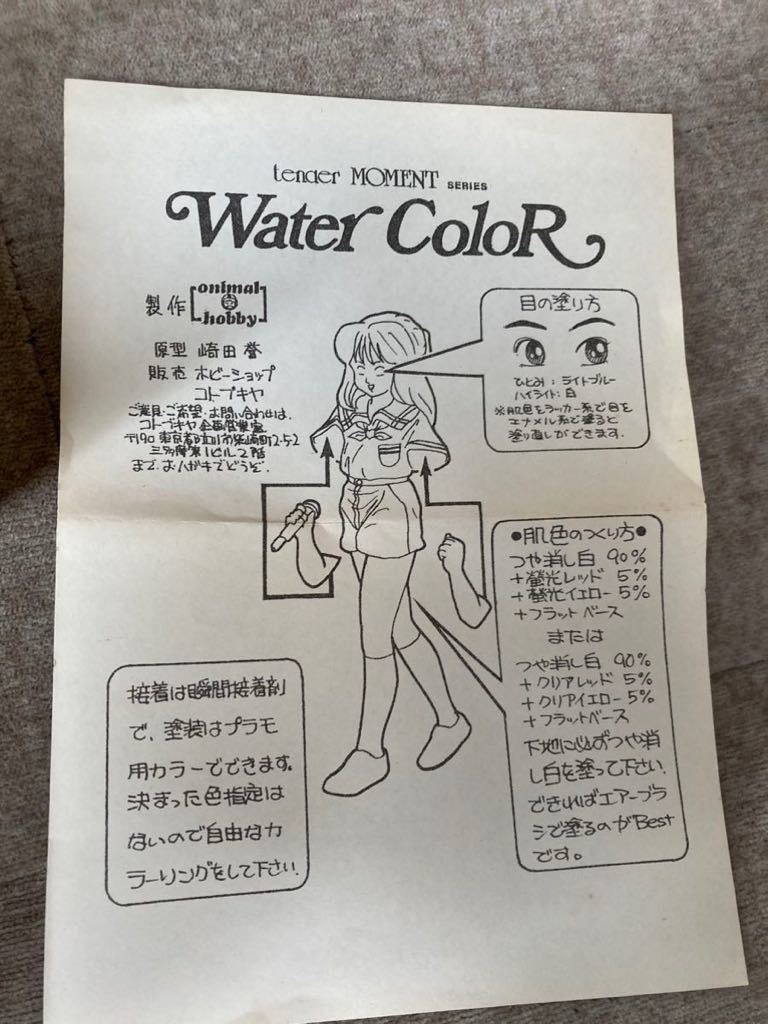 tender MOMENT SERIES
Water ColoR
製作 animal hobby
原型 崎田 誉
販売 ホビーショップ
コトブキヤ
ご意見・ご希望・お問い合わせは、
コトブキヤ企画営業室
〒190 東京都立川市柴崎町2-5-2
三多摩第1ビル2階
まで、おハガキでどうぞ。
目の塗り方
ひとみ：ライトブルー
ハイライト：白
※肌色をラッカー系で目を
エナメル系で塗ると
塗り直しができます。
●肌色のつくり方●
つや消し白 90%
+蛍光レッド 5%
+蛍光イエロー 5%
+フラットベース
または
つや消し白 90%
+クリアレッド 5%
+クリアイエロー 5%
+フラットベース
下地に必ずつや消
し白を塗って下さい。
できればエアーブラ
シで塗るのがBest
です。
接着は瞬間接着剤
で、塗装はプラモ
用カラーでできます。
決まった色指定は
ないので自由なカ
ラーリングをして下さい。